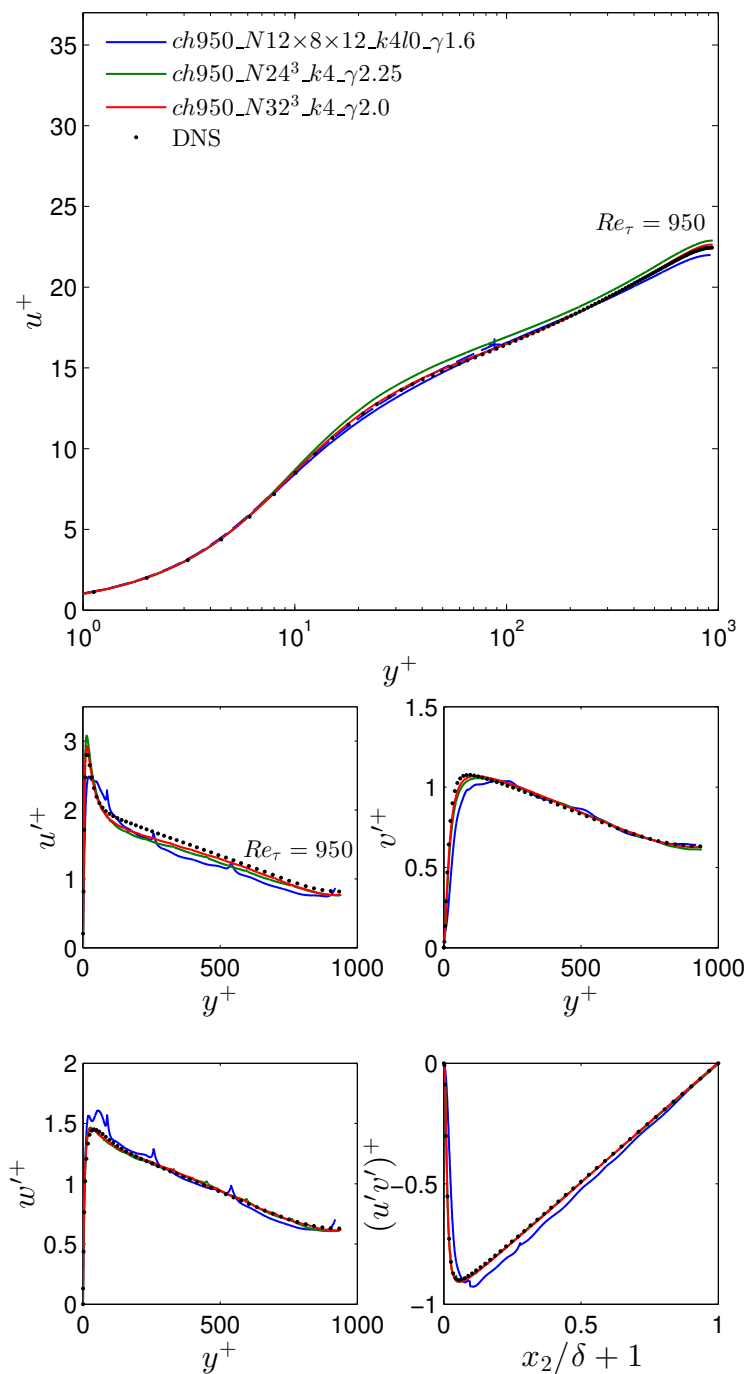 35
30
25
20
15
10
5
0
u⁺
ch950_N12×8×12_k4l0_γ1.6
ch950_N24³_k4_γ2.25
ch950_N32³_k4_γ2.0
DNS
Re_τ = 950
10⁰ 10¹ 10² 10³
y⁺
3
2
1
0
u′⁺
Re_τ = 950
0 500 1000
y⁺
1.5
1
0.5
0
v′⁺
0 500 1000
y⁺
2
1.5
1
0.5
0
w′⁺
0 500 1000
y⁺
0
−0.5
−1
(u′v′)⁺
0 0.5 1
x₂/δ + 1